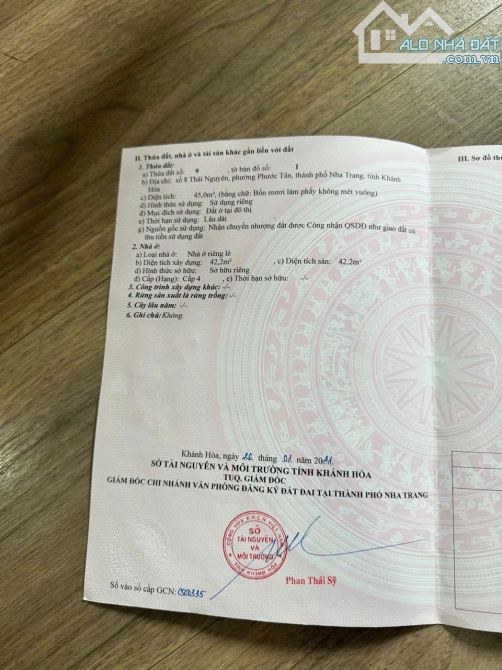 ALO NHÀ ĐẤT
.com.vn
II. Thửa đất, nhà ở và tài sản khác gắn liền với đất
III. Sơ đồ thử
1. Thửa đất:
a) Thửa đất số: 9 , tờ bản đồ số: 1
b) Địa chỉ: số 8 Thái Nguyên, phường Phước Tân, thành phố Nha Trang, tỉnh Khánh
Hòa
c) Diện tích: 45,0m², (bằng chữ: Bốn mươi lăm phẩy không mét vuông)
d) Hình thức sử dụng: Sử dụng riêng
đ) Mục đích sử dụng: Đất ở tại đô thị
e) Thời hạn sử dụng: Lâu dài
g) Nguồn gốc sử dụng: Nhận chuyển nhượng đất được Công nhận QSDĐ như giao đất có
thu tiền sử dụng đất
2. Nhà ở:
a) Loại nhà ở: Nhà ở riêng lẻ
b) Diện tích xây dựng: 42,2m² , c) Diện tích sàn: 42,2m²
d) Hình thức sở hữu: Sở hữu riêng
đ) Cấp (Hạng): Cấp 4 , e) Thời hạn sở hữu: -/-
3. Công trình xây dựng khác: -/-
4. Rừng sản xuất là rừng trồng: -/-
5. Cây lâu năm: -/-
6. Ghi chú: Không.
Khánh Hòa, ngày 26 tháng 01 năm 2021
SỞ TÀI NGUYÊN VÀ MÔI TRƯỜNG TỈNH KHÁNH HÒA
TUQ. GIÁM ĐỐC
GIÁM ĐỐC CHI NHÁNH VĂN PHÒNG ĐĂNG KÝ ĐẤT ĐAI TẠI THÀNH PHỐ NHA TRANG
CỘNG HÒA X.H.C.N VIỆT
SỞ
TÀI NGUYÊN
VÀ
MÔI TRƯỜNG
TỈNH KHÁNH HÒA
Phan Thái Sỹ
Số vào sổ cấp GCN: